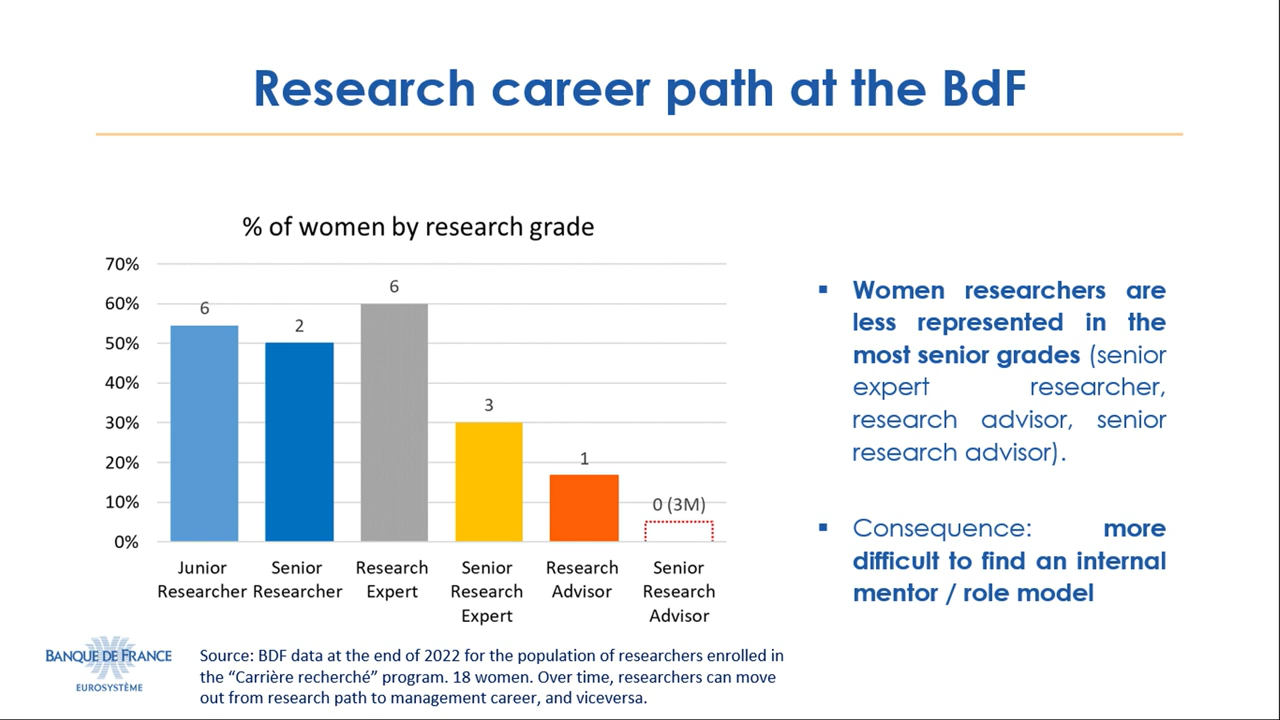 Research career path at the BdF
% of women by research grade
70%
60%
50%
40%
30%
20%
10%
0%
6
2
6
3
1
0 (3M)
Junior
Researcher
Senior
Researcher
Research
Expert
Senior
Research
Expert
Research
Advisor
Senior
Research
Advisor
▪ Women researchers are
less represented in the
most senior grades (senior
expert researcher,
research advisor, senior
research advisor).
▪ Consequence: more
difficult to find an internal
mentor / role model
BANQUE DE FRANCE
EUROSYSTÈME
Source: BDF data at the end of 2022 for the population of researchers enrolled in
the “Carrière recherché” program. 18 women. Over time, researchers can move
out from research path to management career, and viceversa.